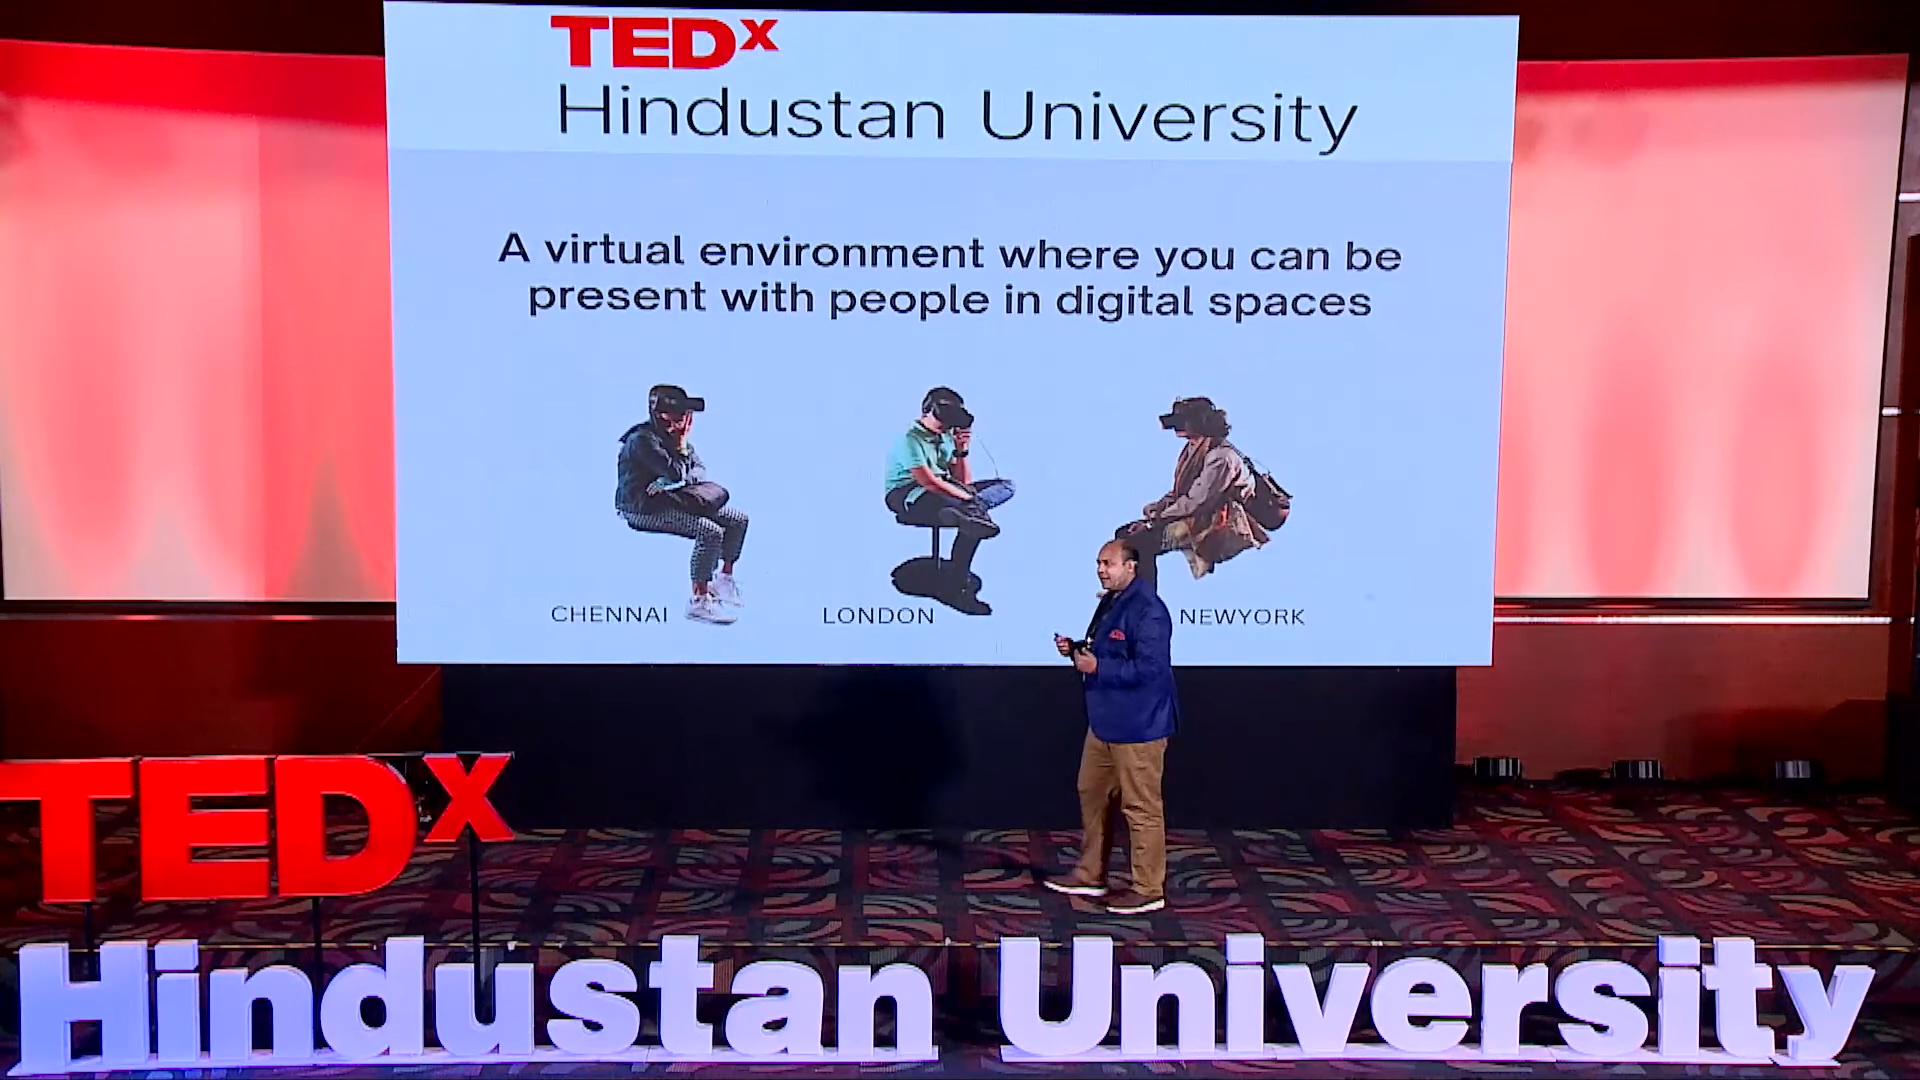 TEDx
Hindustan University
A virtual environment where you can be
present with people in digital spaces
CHENNAI
LONDON
NEWYORK
TEDx
Hindustan University